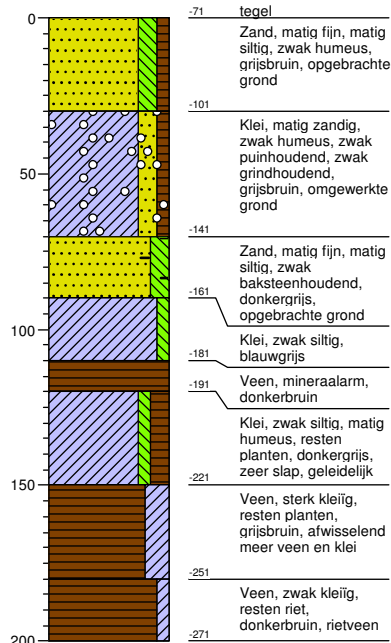 0
50
100
150
200
-71
tegel
Zand, matig fijn, matig
siltig, zwak humeus,
grijsbruin, opgebrachte
grond
-101
Klei, matig zandig,
zwak humeus, zwak
puinhoudend, zwak
grindhoudend,
grijsbruin, omgewerkte
grond
-141
Zand, matig fijn, matig
siltig, zwak
baksteenhoudend,
donkergrijs,
opgebrachte grond
-161
Klei, zwak siltig,
blauwgrijs
-181
Veen, mineraalarm,
donkerbruin
-191
Klei, zwak siltig, matig
humeus, resten
planten, donkergrijs,
zeer slap, geleidelijk
-221
Veen, sterk kleiïg,
resten planten,
grijsbruin, afwisselend
meer veen en klei
-251
Veen, zwak kleiïg,
resten riet,
donkerbruin, rietveen
-271